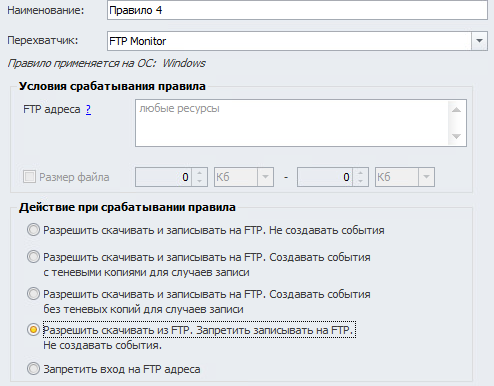 Наименование: Правило 4
Перехватчик: FTP Monitor
Правило применяется на ОС: Windows
Условия срабатывания правила
FTP адреса ? любые ресурсы
Размер файла 0 Кб - 0 Кб
Действие при срабатывании правила
Разрешить скачивать и записывать на FTP. Не создавать события
Разрешить скачивать и записывать на FTP. Создавать события
с теневыми копиями для случаев записи
Разрешить скачивать и записывать на FTP. Создавать события
без теневых копий для случаев записи
Разрешить скачивать из FTP. Запретить записывать на FTP.
Не создавать события.
Запретить вход на FTP адреса